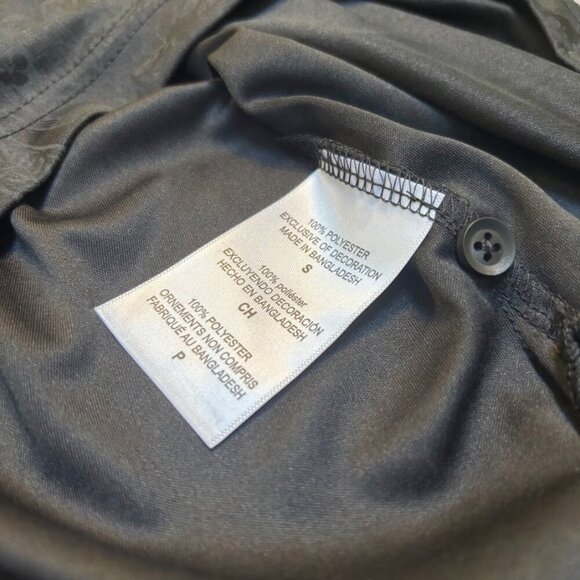 100% POLYESTER
EXCLUSIVE OF DECORATION
MADE IN BANGLADESH
S
100% poliéster
EXCLUYENDO DECORACIÓN
HECHO EN BANGLADESH
CH
100% POLYESTER
ORNEMENTS NON COMPRIS
FABRIQUÉ AU BANGLADESH
P